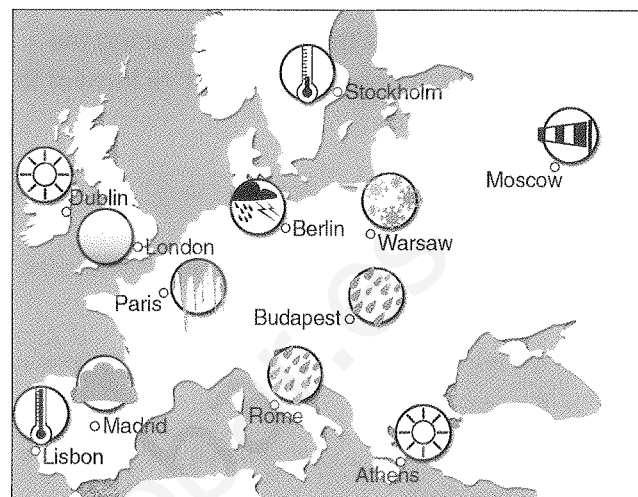 Stockholm
Moscow
Dublin
London
Berlin
Warsaw
Paris
Budapest
Rome
Madrid
Lisbon
Athens